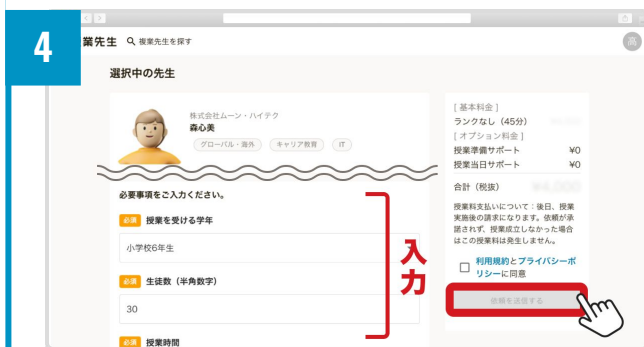 4
業先生 複業先生を探す
高
選択中の先生
株式会社ムーン・ハイテク
森心美
グローバル・海外 キャリア教育 IT
必要事項をご入力ください。
必須 授業を受ける学年
小学校6年生
必須 生徒数（半角数字）
30
必須 授業時間
入力
[ 基本料金 ]
ランクなし（45分）
[ オプション料金 ]
授業準備サポート ¥0
授業当日サポート ¥0
合計（税抜）
授業料支払いについて：後日、授業
実施後の請求になります。依頼が承
諾されず、授業成立しなかった場合
はこの授業料は発生しません。
利用規約とプライバシーポ
リシーに同意
依頼を送信する